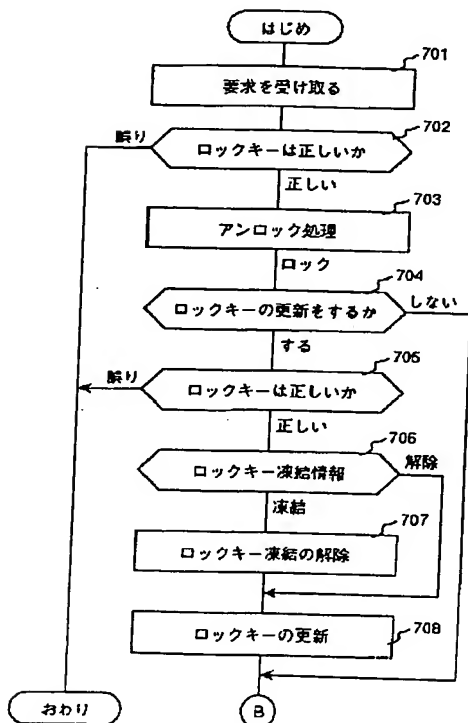 はじめ
701
要求を受け取る
702
誤り
ロックキーは正しいか
正しい
703
アンロック処理
ロック
704
ロックキーの更新をするか
しない
する
705
誤り
ロックキーは正しいか
正しい
706
ロックキー凍結情報
解除
凍結
707
ロックキー凍結の解除
ロックキーの更新
708
おわり
B